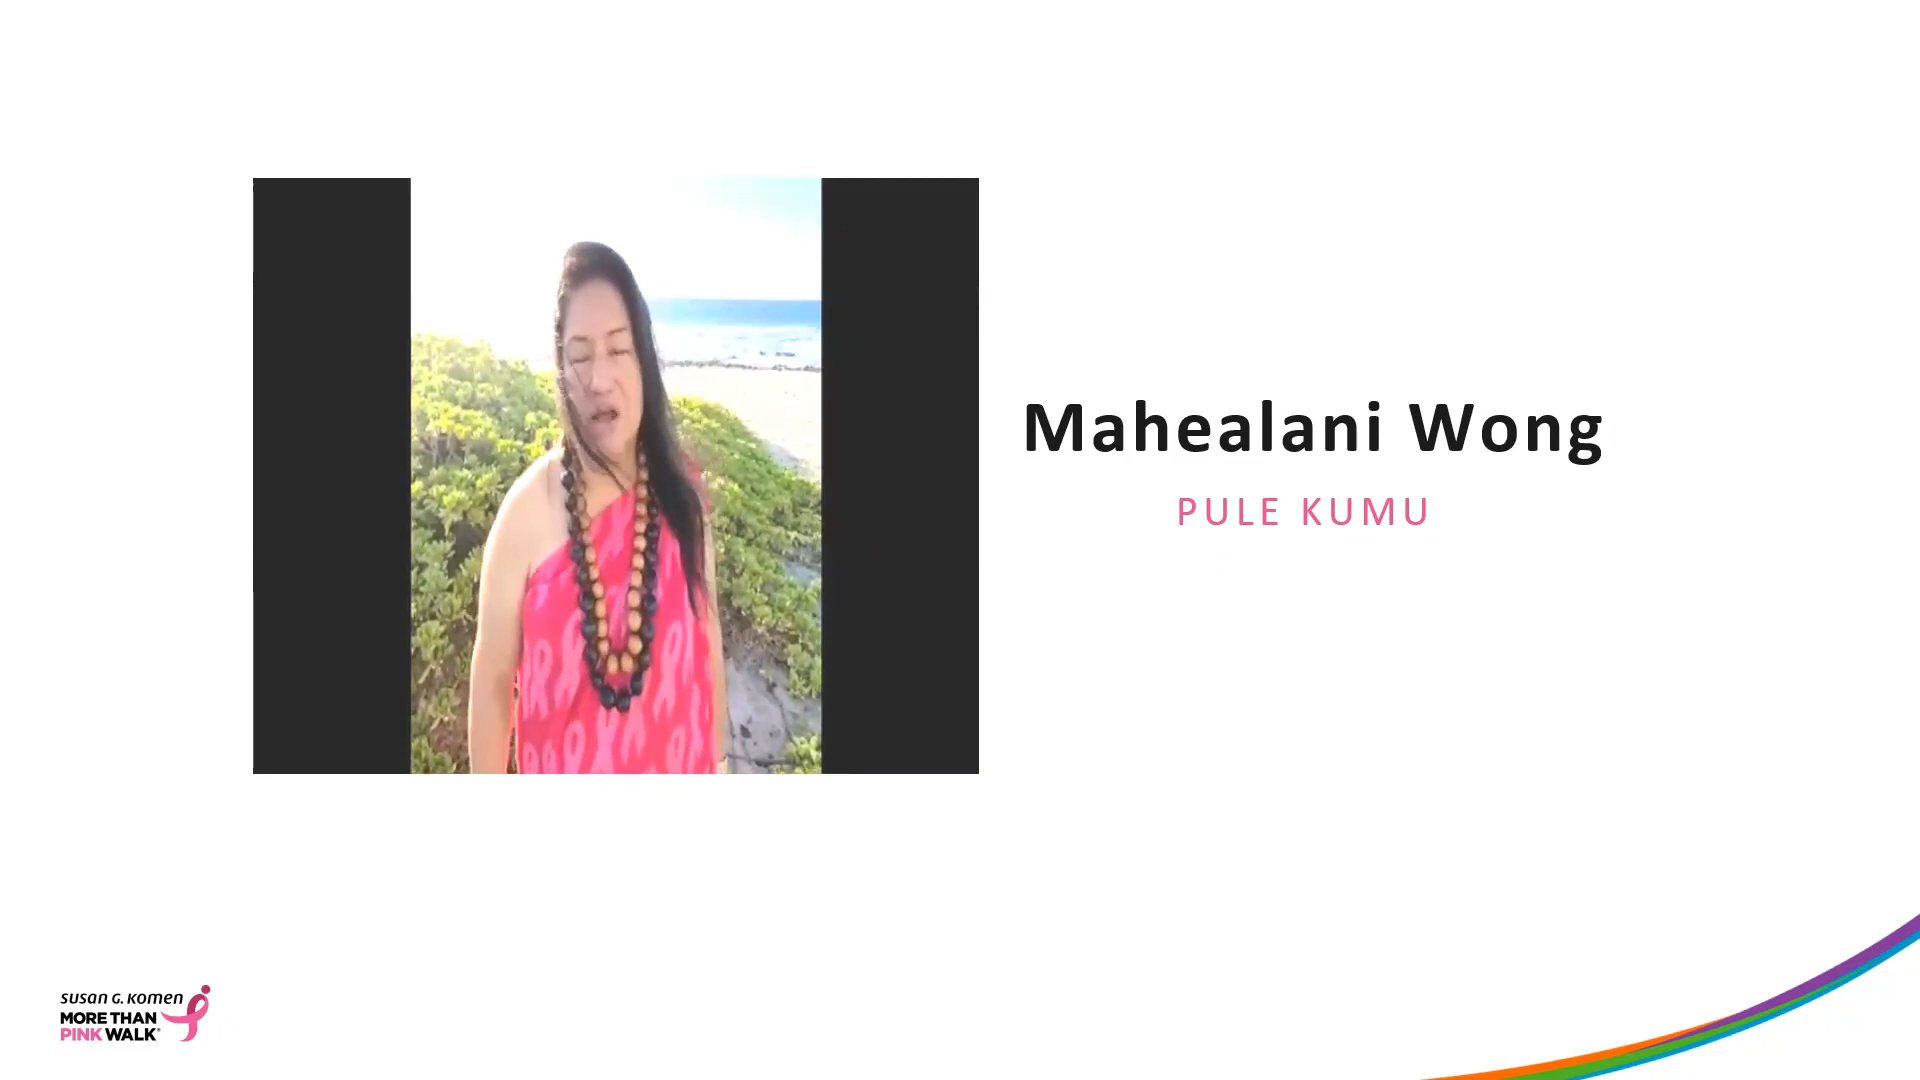 Mahealani Wong
PULE KUMU
susan G. komen
MORE THAN
PINK WALK®